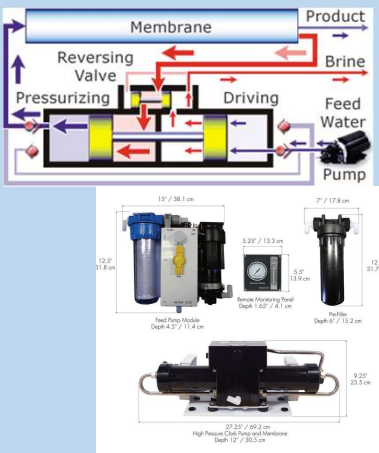 Membrane
Product
Brine
Reversing
Valve
Pressurizing
Driving
Feed
Water
Pump
15" / 38.1 cm
7" / 17.8 cm
12.5"
31.8 cm
5.25" / 13.3 cm
5.5"
13.9 cm
12.
31.7
Remote Monitoring Panel
Depth 1.63" / 4.1 cm
Feed Pump Module
Depth 4.5" / 11.4 cm
Pre-Filter
Depth 6" / 15.2 cm
9.25"
23.5 cm
27.25" / 69.2 cm
High Pressure Clark Pump and Membrane
Depth 12" / 30.5 cm